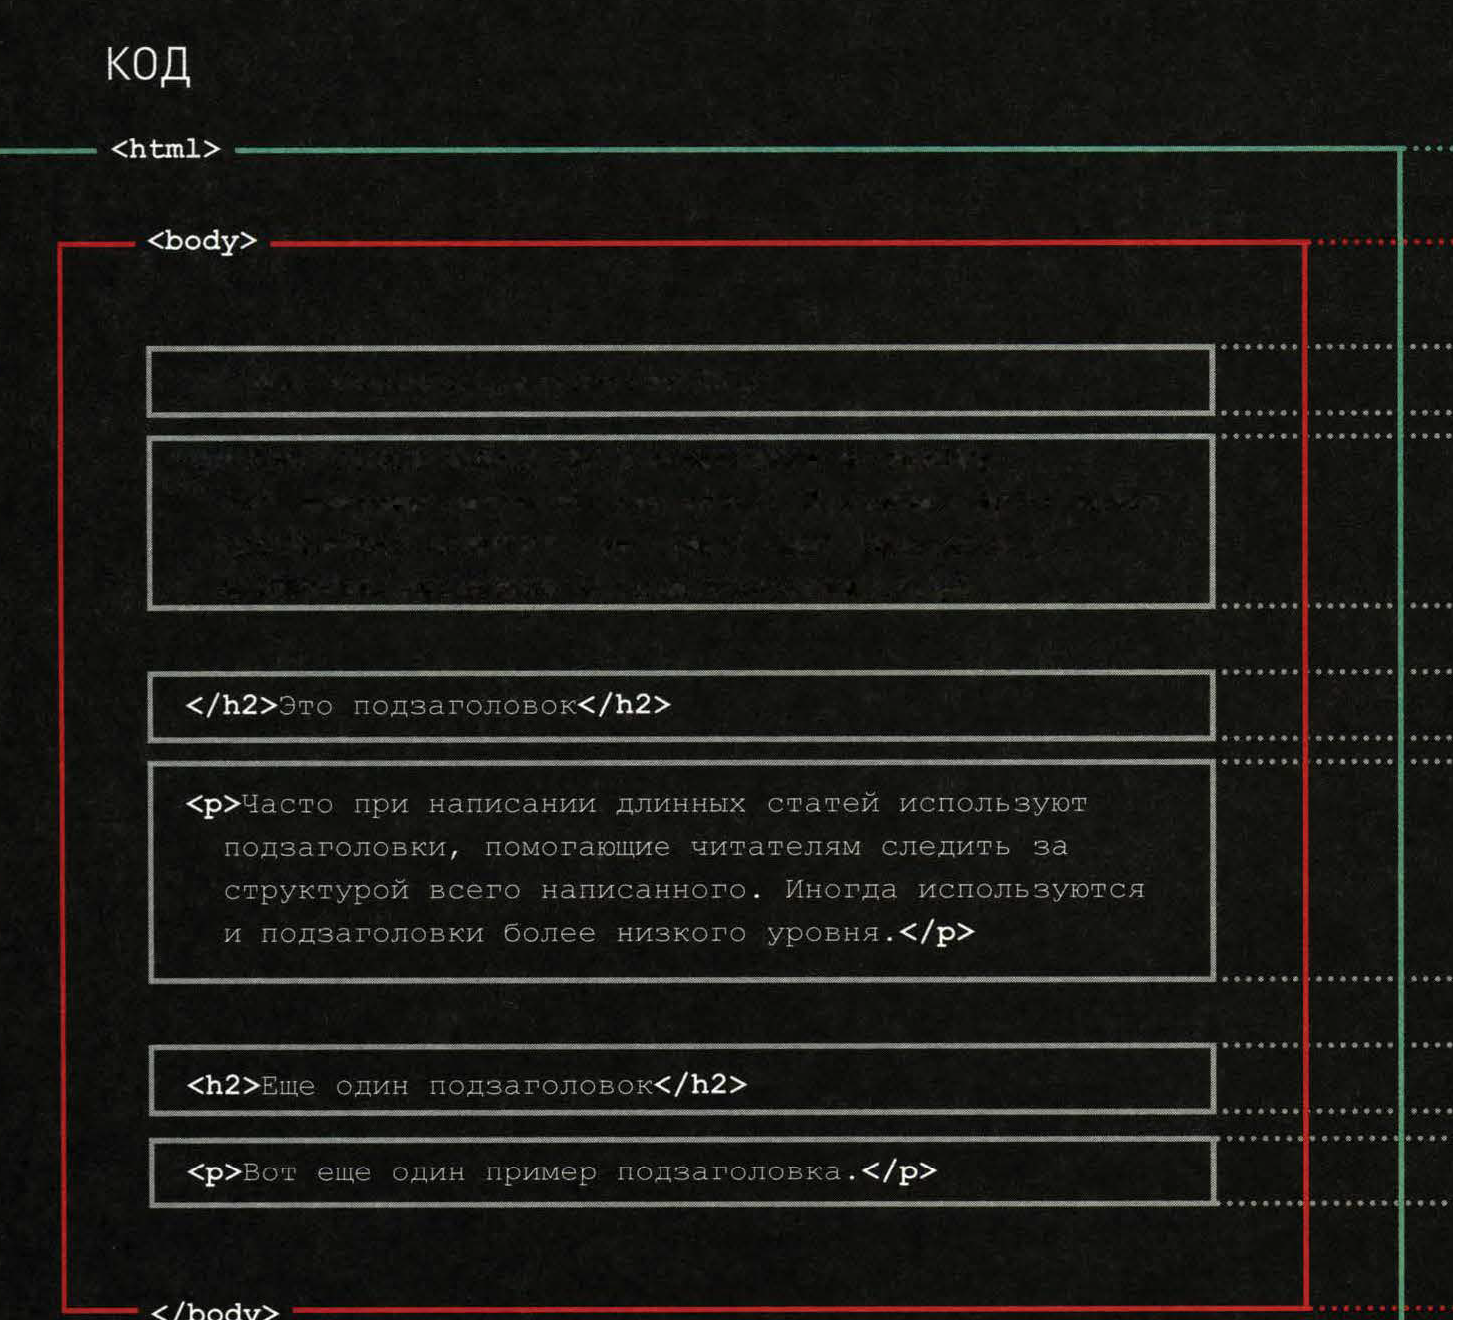 КОД
<html>
<body>
</h2>Это подзаголовок</h2>
<p>Часто при написании длинных статей используют
подзаголовки, помогающие читателям следить за
структурой всего написанного. Иногда используются
и подзаголовки более низкого уровня.</p>
<h2>Еще один подзаголовок</h2>
<p>Вот еще один пример подзаголовка.</p>
</body>